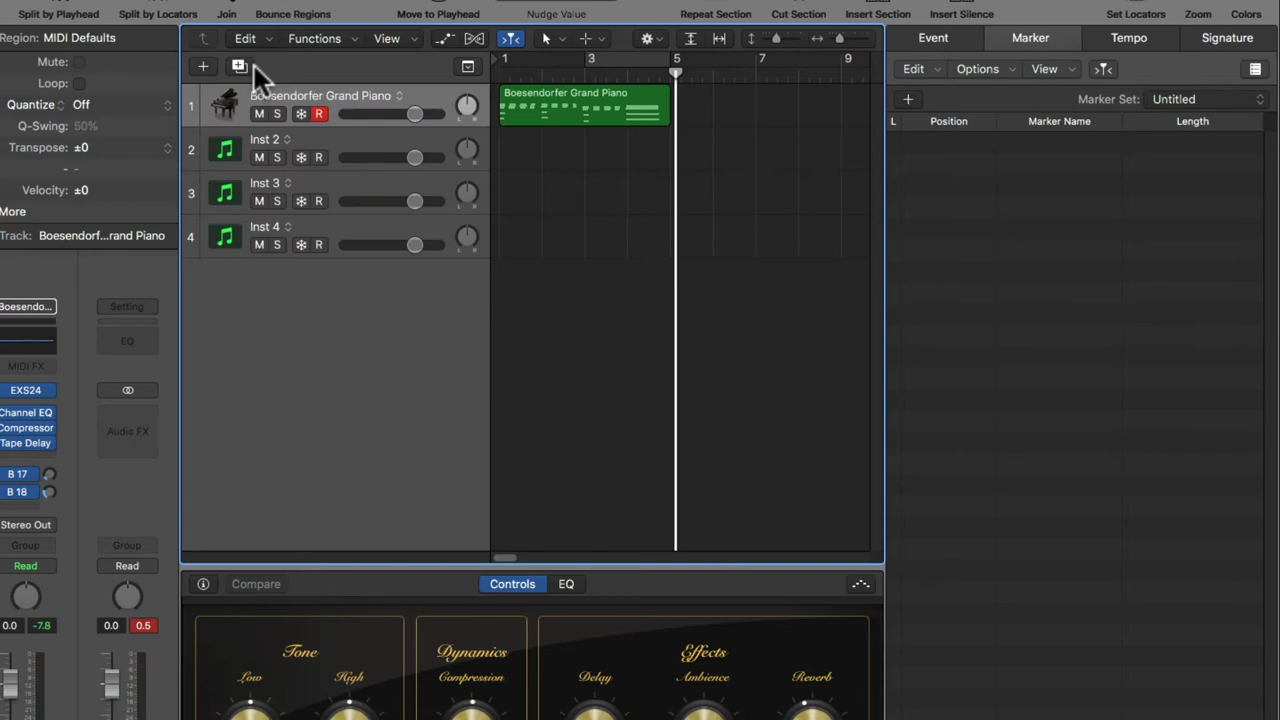 Split by Playhead Split by Locators Join Bounce Regions Move to Playhead Nudge Value Repeat Section Cut Section Insert Section Insert Silence Set Locators Zoom Colors
Region: MIDI Defaults
Mute:
Loop:
Quantize Off
Q-Swing: 50%
Transpose: ±0
- -
Velocity: ±0
More
Track: Boesendorf...rand Piano
Boesendo...
MIDI FX
EXS24
Channel EQ
Compressor
Tape Delay
B 17
B 18
Stereo Out
Group
Read
0.0 -7.8
Setting
EQ
Audio FX
Group
Read
0.0 0.5
Edit Functions View
1 3 5 7 9
1 Boesendorfer Grand Piano
M S R
L R
2 Inst 2
M S R
L R
3 Inst 3
M S R
L R
4 Inst 4
M S R
L R
Boesendorfer Grand Piano
Compare Controls EQ
Tone Dynamics Effects
Low High Compression Delay Ambience Reverb
Event Marker Tempo Signature
Edit Options View
Marker Set: Untitled
L Position Marker Name Length